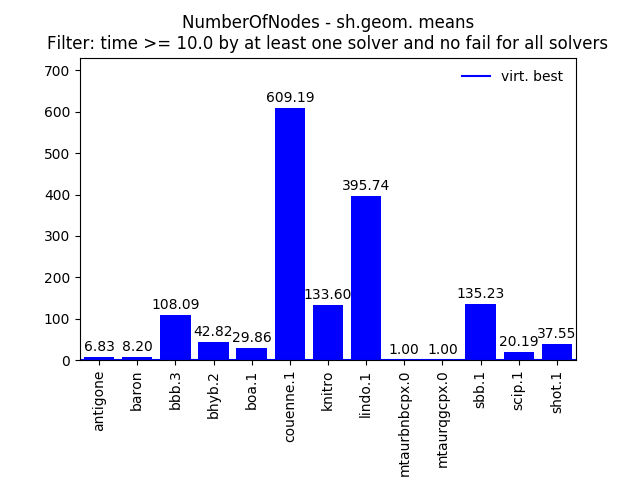 NumberOfNodes - sh.geom. means
Filter: time >= 10.0 by at least one solver and no fail for all solvers
virt. best
700
600
500
400
300
200
100
0
6.83
8.20
108.09
42.82
29.86
609.19
133.60
395.74
1.00
1.00
135.23
20.19
37.55
antigone
baron
bbb.3
bhyb.2
boa.1
couenne.1
knitro
lindo.1
mtaurbnbcpx.0
mtaurqgcpx.0
sbb.1
scip.1
shot.1